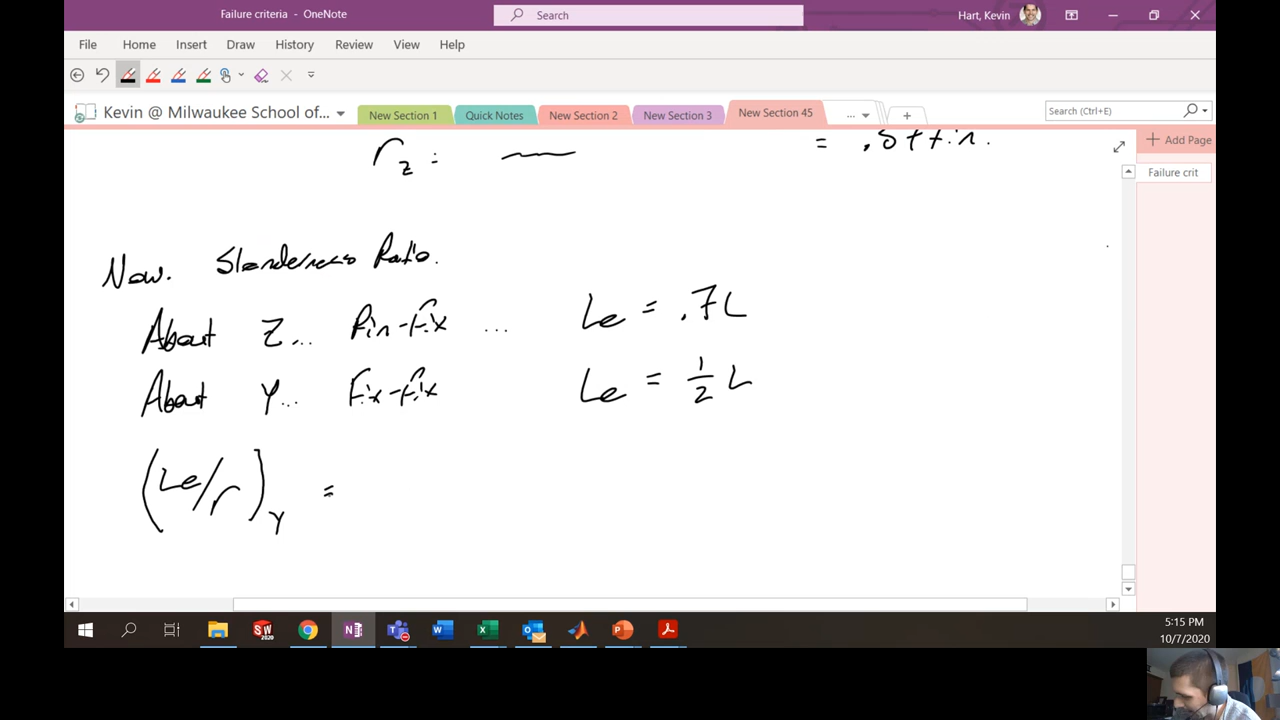 Failure criteria - OneNote
Search
Hart, Kevin
File Home Insert Draw History Review View Help
Kevin @ Milwaukee School of...
New Section 1
Quick Notes
New Section 2
New Section 3
New Section 45
...
Search (Ctrl+E)
Add Page
Failure crit
r z :
=
in.
Now. Slenderness Ratio.
About Z... Pin-Fix ... Le = .7L
About Y... Fix-Fix Le = 1/2 L
(Le/r) Y =
5:15 PM
10/7/2020